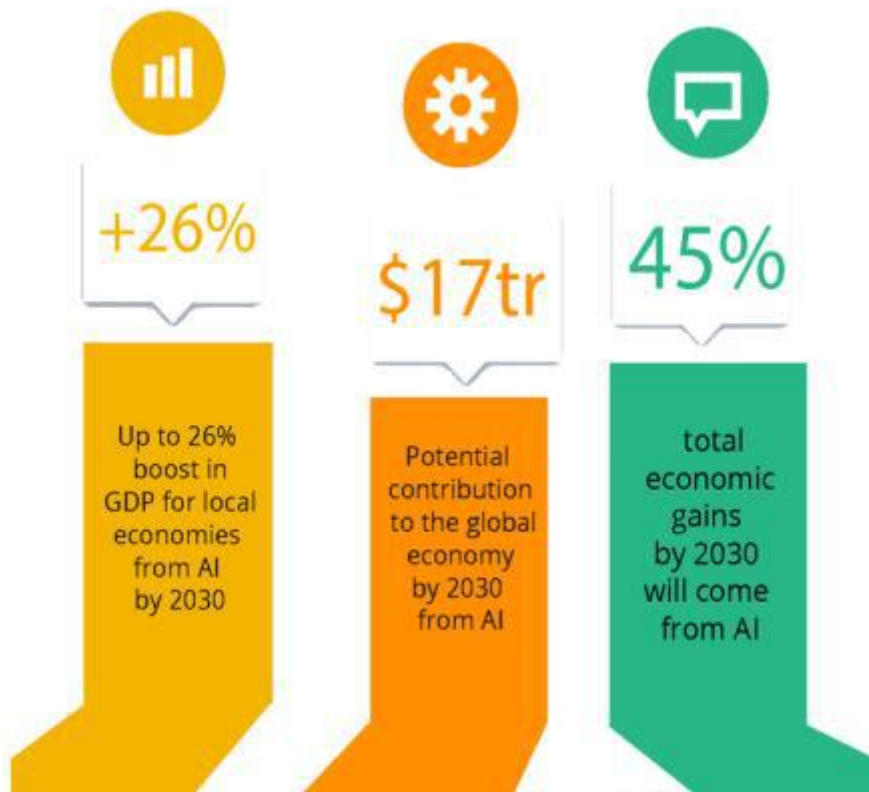 +26%
Up to 26%
boost in
GDP for local
economies
from AI
by 2030
$17tr
Potential
contribution
to the global
economy
by 2030
from AI
45%
total
economic
gains
by 2030
will come
from AI